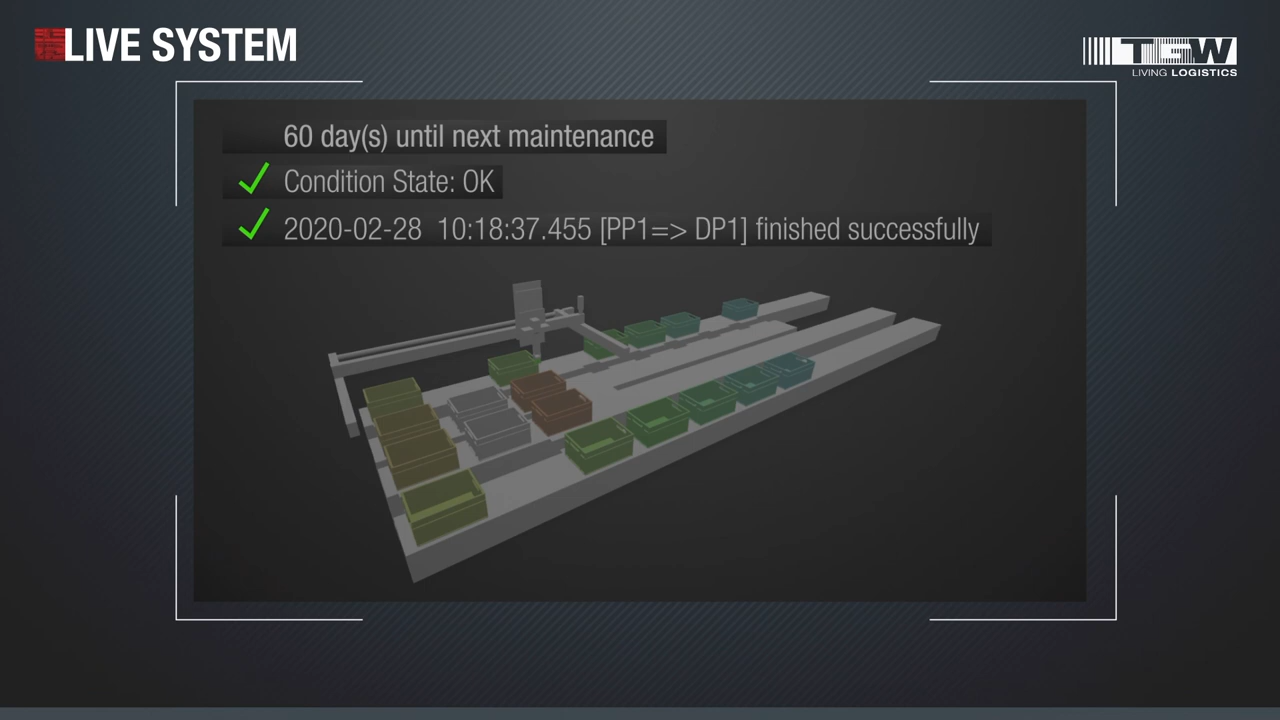 LIVE SYSTEM
TGW
LIVING LOGISTICS
60 day(s) until next maintenance
Condition State: OK
2020-02-28 10:18:37.455 [PP1=> DP1] finished successfully